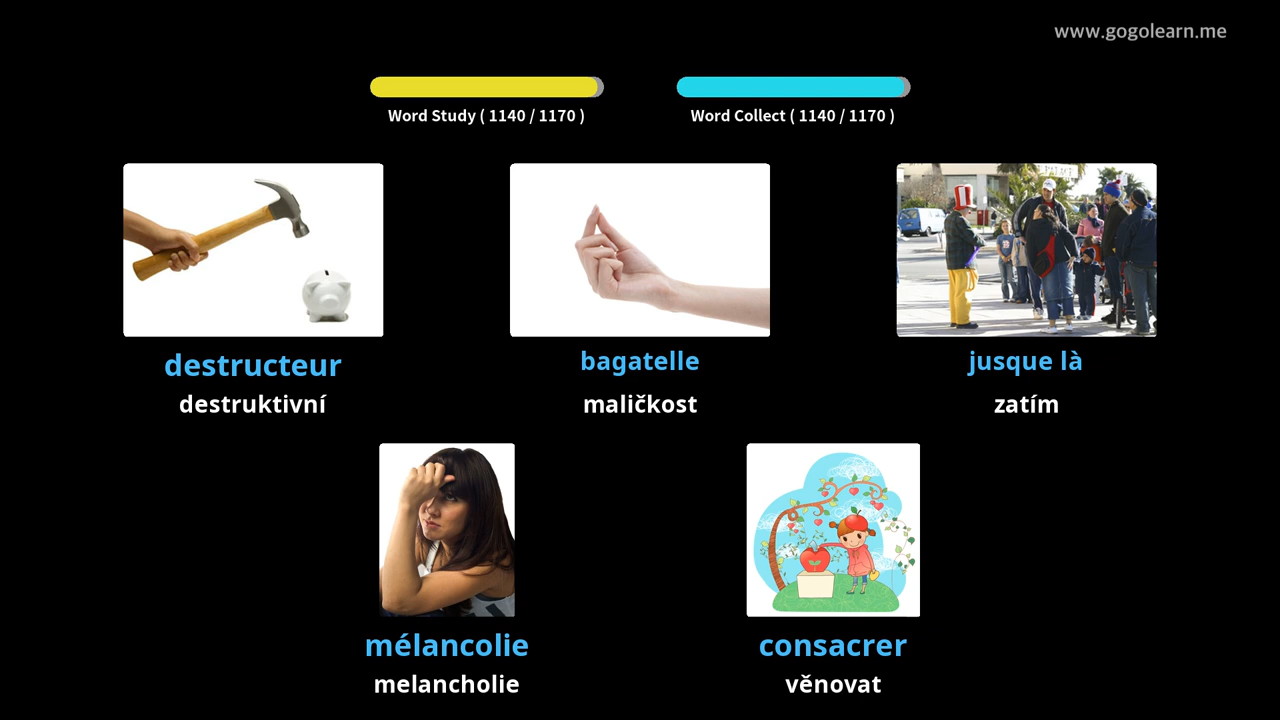 www.gogolearn.me
Word Study ( 1140 / 1170 )
Word Collect ( 1140 / 1170 )
destructeur
destruktivní
bagatelle
maličkost
jusque là
zatím
mélancolie
melancholie
consacrer
věnovat